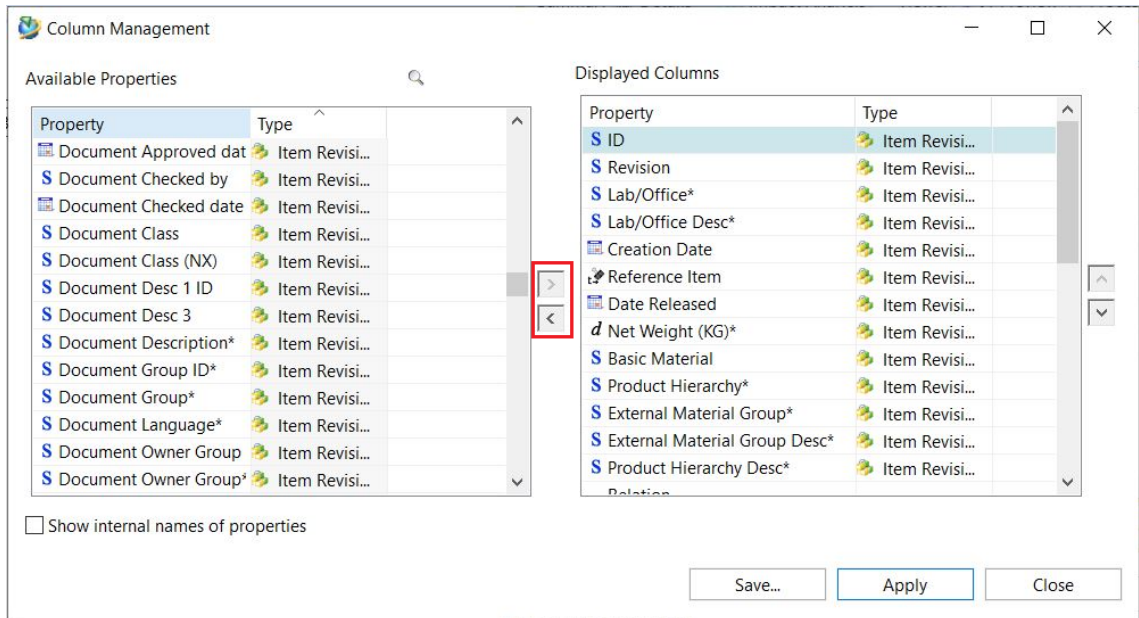 Column Management
Available Properties
Property Type
Document Approved dat Item Revisi...
S Document Checked by Item Revisi...
Document Checked date Item Revisi...
S Document Class Item Revisi...
S Document Class (NX) Item Revisi...
S Document Desc 1 ID Item Revisi...
S Document Desc 3 Item Revisi...
S Document Description* Item Revisi...
S Document Group ID* Item Revisi...
S Document Group* Item Revisi...
S Document Language* Item Revisi...
S Document Owner Group Item Revisi...
S Document Owner Group* Item Revisi...
Show internal names of properties
> 
<
Displayed Columns
Property Type
S ID Item Revisi...
S Revision Item Revisi...
S Lab/Office* Item Revisi...
S Lab/Office Desc* Item Revisi...
Creation Date Item Revisi...
Reference Item Item Revisi...
Date Released Item Revisi...
d Net Weight (KG)* Item Revisi...
S Basic Material Item Revisi...
S Product Hierarchy* Item Revisi...
S External Material Group* Item Revisi...
S External Material Group Desc* Item Revisi...
S Product Hierarchy Desc* Item Revisi...
Relation
Save... Apply Close